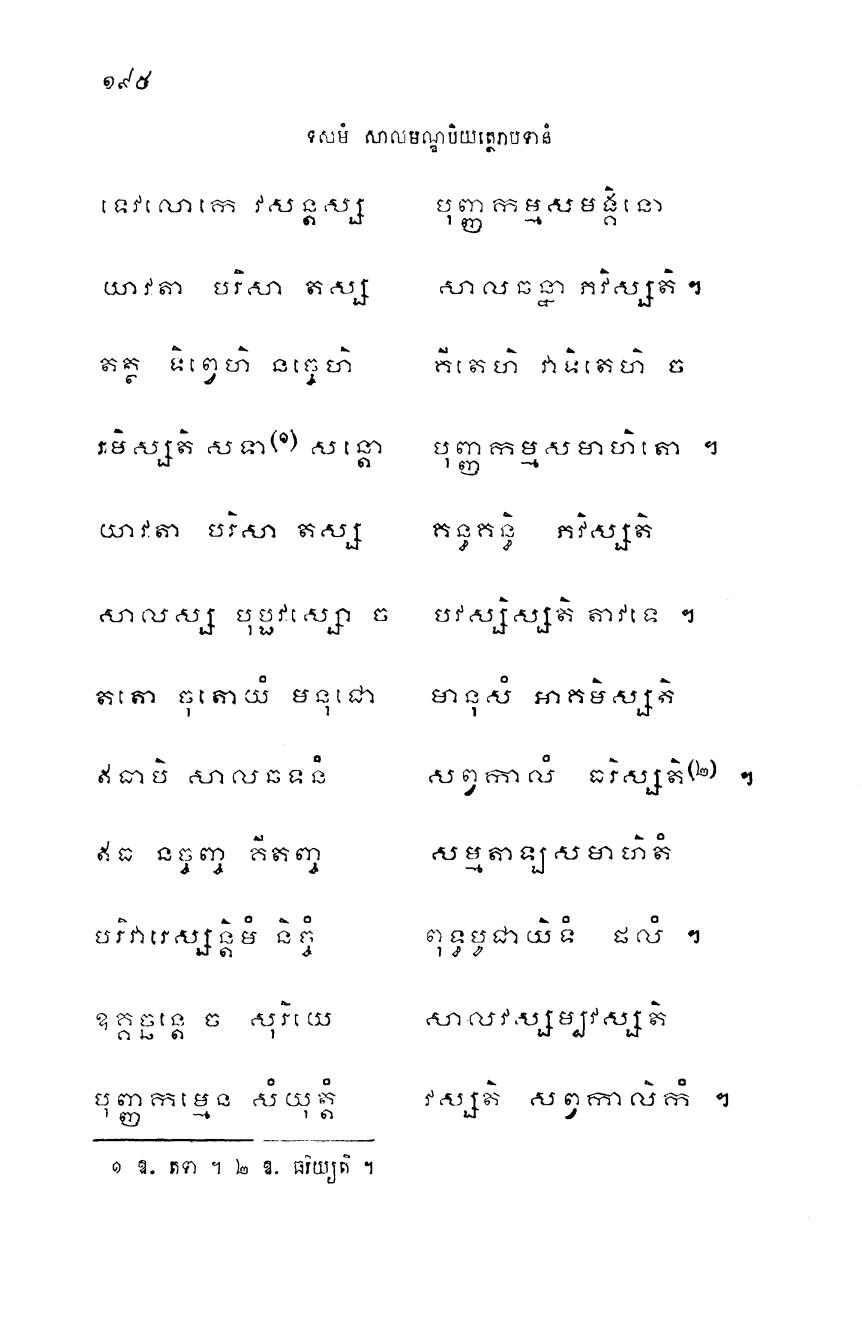 ១៩៥
ទសមំ សាលមណ្ឌបិយត្ថេរាបទានំ
ទេវលោកេ វសន្តស្ស បុញ្ញកម្មសមង្គិនោ
យាវតា បរិសា តស្ស សាលឆន្នា ភវិស្សតិ ។
តត្ថ ទិព្វេហិ នច្ចេហិ គីតេហិ វាទិតេហិ ច
រមិស្សតិ សទា(១) សន្តោ បុញ្ញកម្មសមាហិតោ ។
យាវតា បរិសា តស្ស គន្ធគន្ធិ ភវិស្សតិ
សាលស្ស បុប្ផវស្សោ ច បវស្សិស្សតិ តាវទេ ។
តតោ ចុតោយំ មនុជោ មានុសំ អាគមិស្សតិ
ឥធាបិ សាលឆទនំ សព្វកាលំ ធរិស្សតិ(២) ។
ឥធ នច្ចញ្ច គីតញ្ច សម្មតាឡសមាហិតំ
បរិវារេស្សន្តិមំ និច្ចំ ពុទ្ធបូជាយិទំ ផលំ ។
ឧគ្គច្ឆន្តេ ច សុរិយេ សាលវស្សម្បវស្សតិ
បុញ្ញកម្មេន សំយុត្តំ វស្សតិ សព្វកាលិកំ ។
១ ឱ. តទា ។ ២ ឱ. ធរិយ្យតិ ។